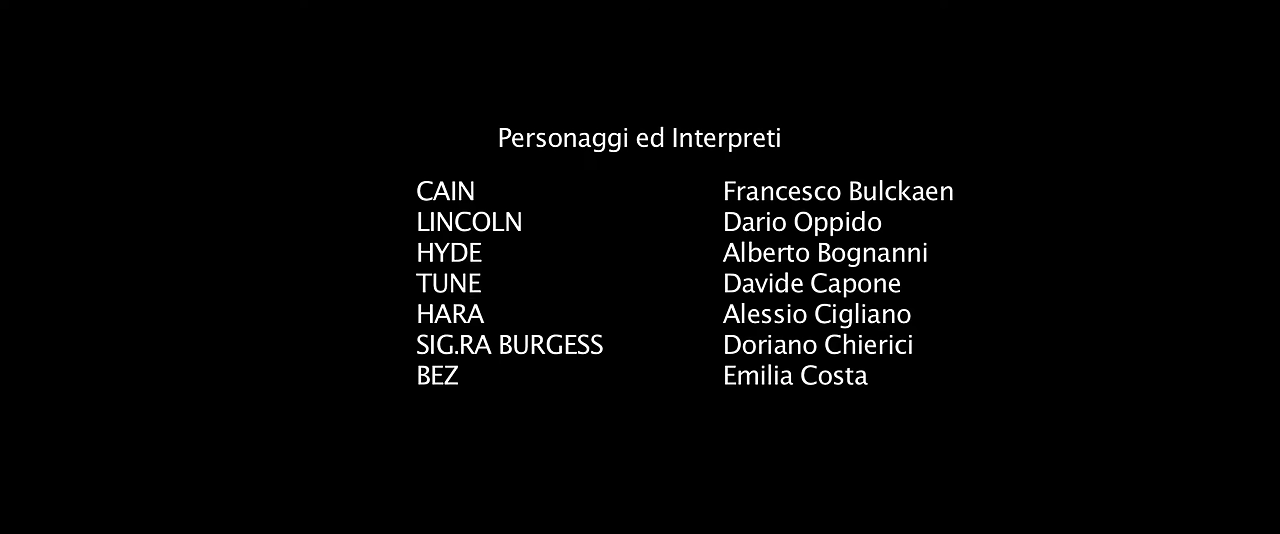 Personaggi ed Interpreti
CAIN Francesco Bulckaen
LINCOLN Dario Oppido
HYDE Alberto Bognanni
TUNE Davide Capone
HARA Alessio Cigliano
SIG.RA BURGESS Doriano Chierici
BEZ Emilia Costa